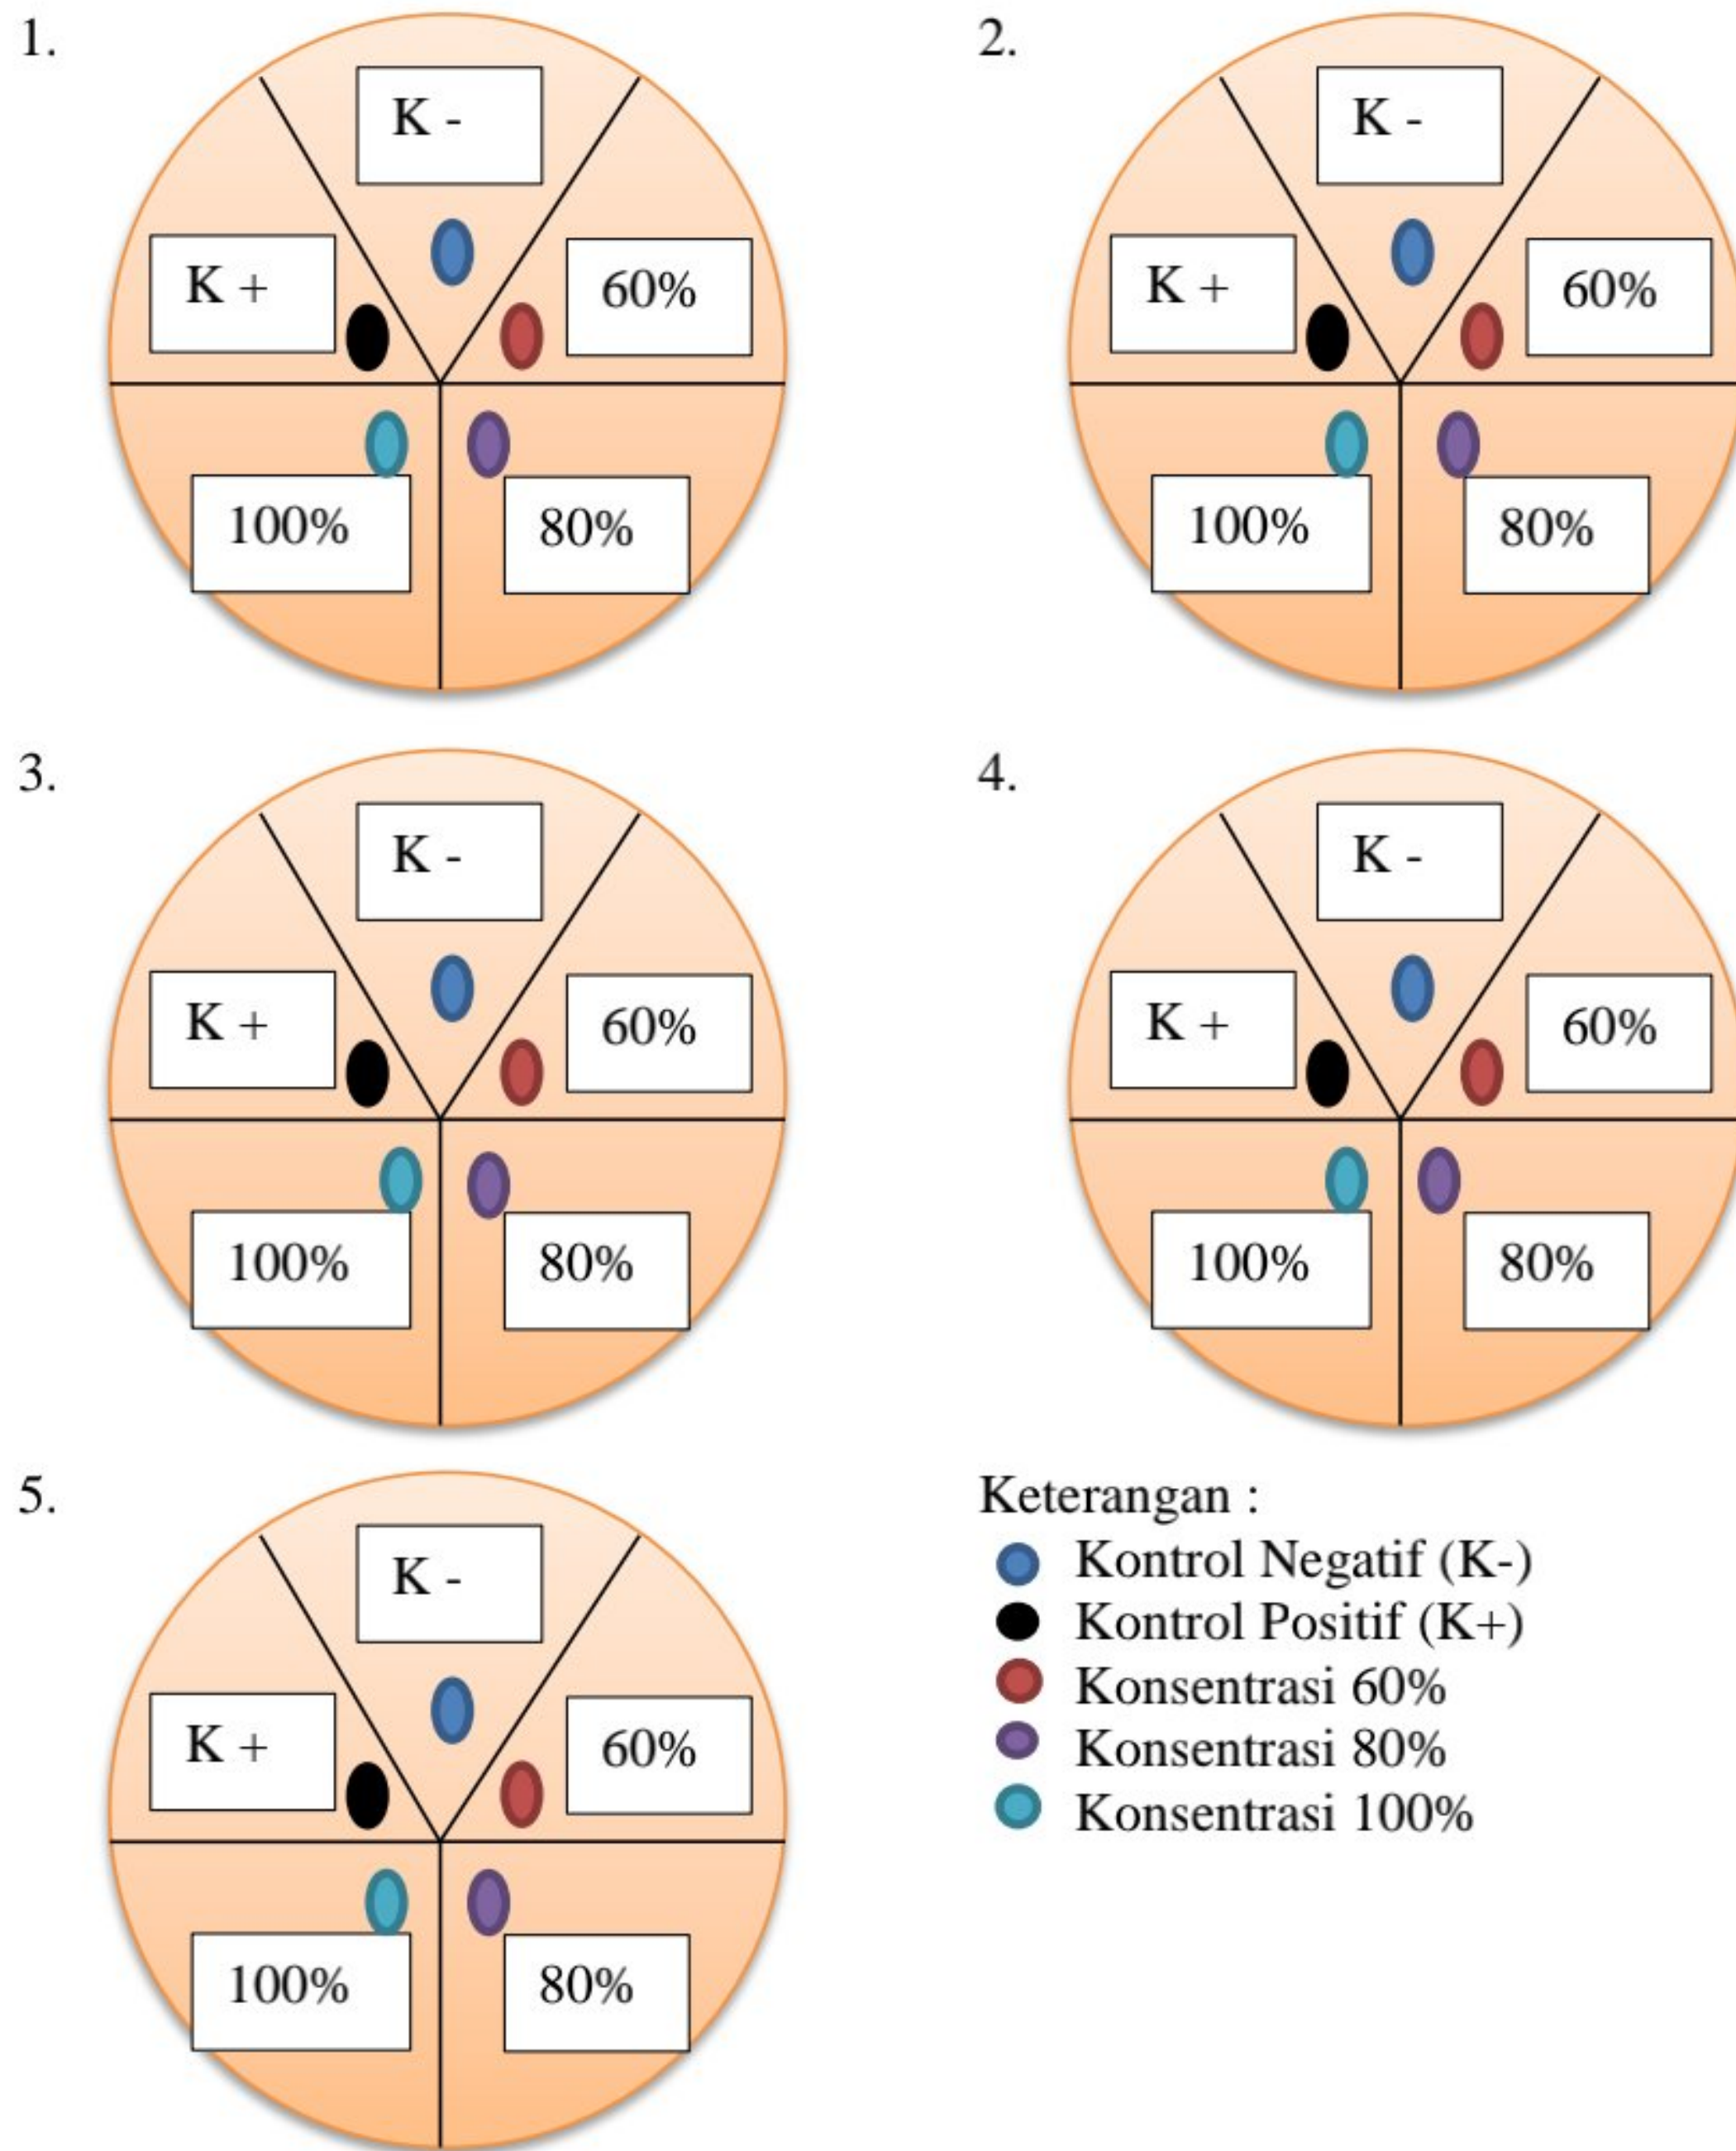 1.
K -
K +
60%
100%
80%
2.
K -
K +
60%
100%
80%
3.
K -
K +
60%
100%
80%
4.
K -
K +
60%
100%
80%
5.
K -
K +
60%
100%
80%
Keterangan :
Kontrol Negatif (K-)
Kontrol Positif (K+)
Konsentrasi 60%
Konsentrasi 80%
Konsentrasi 100%